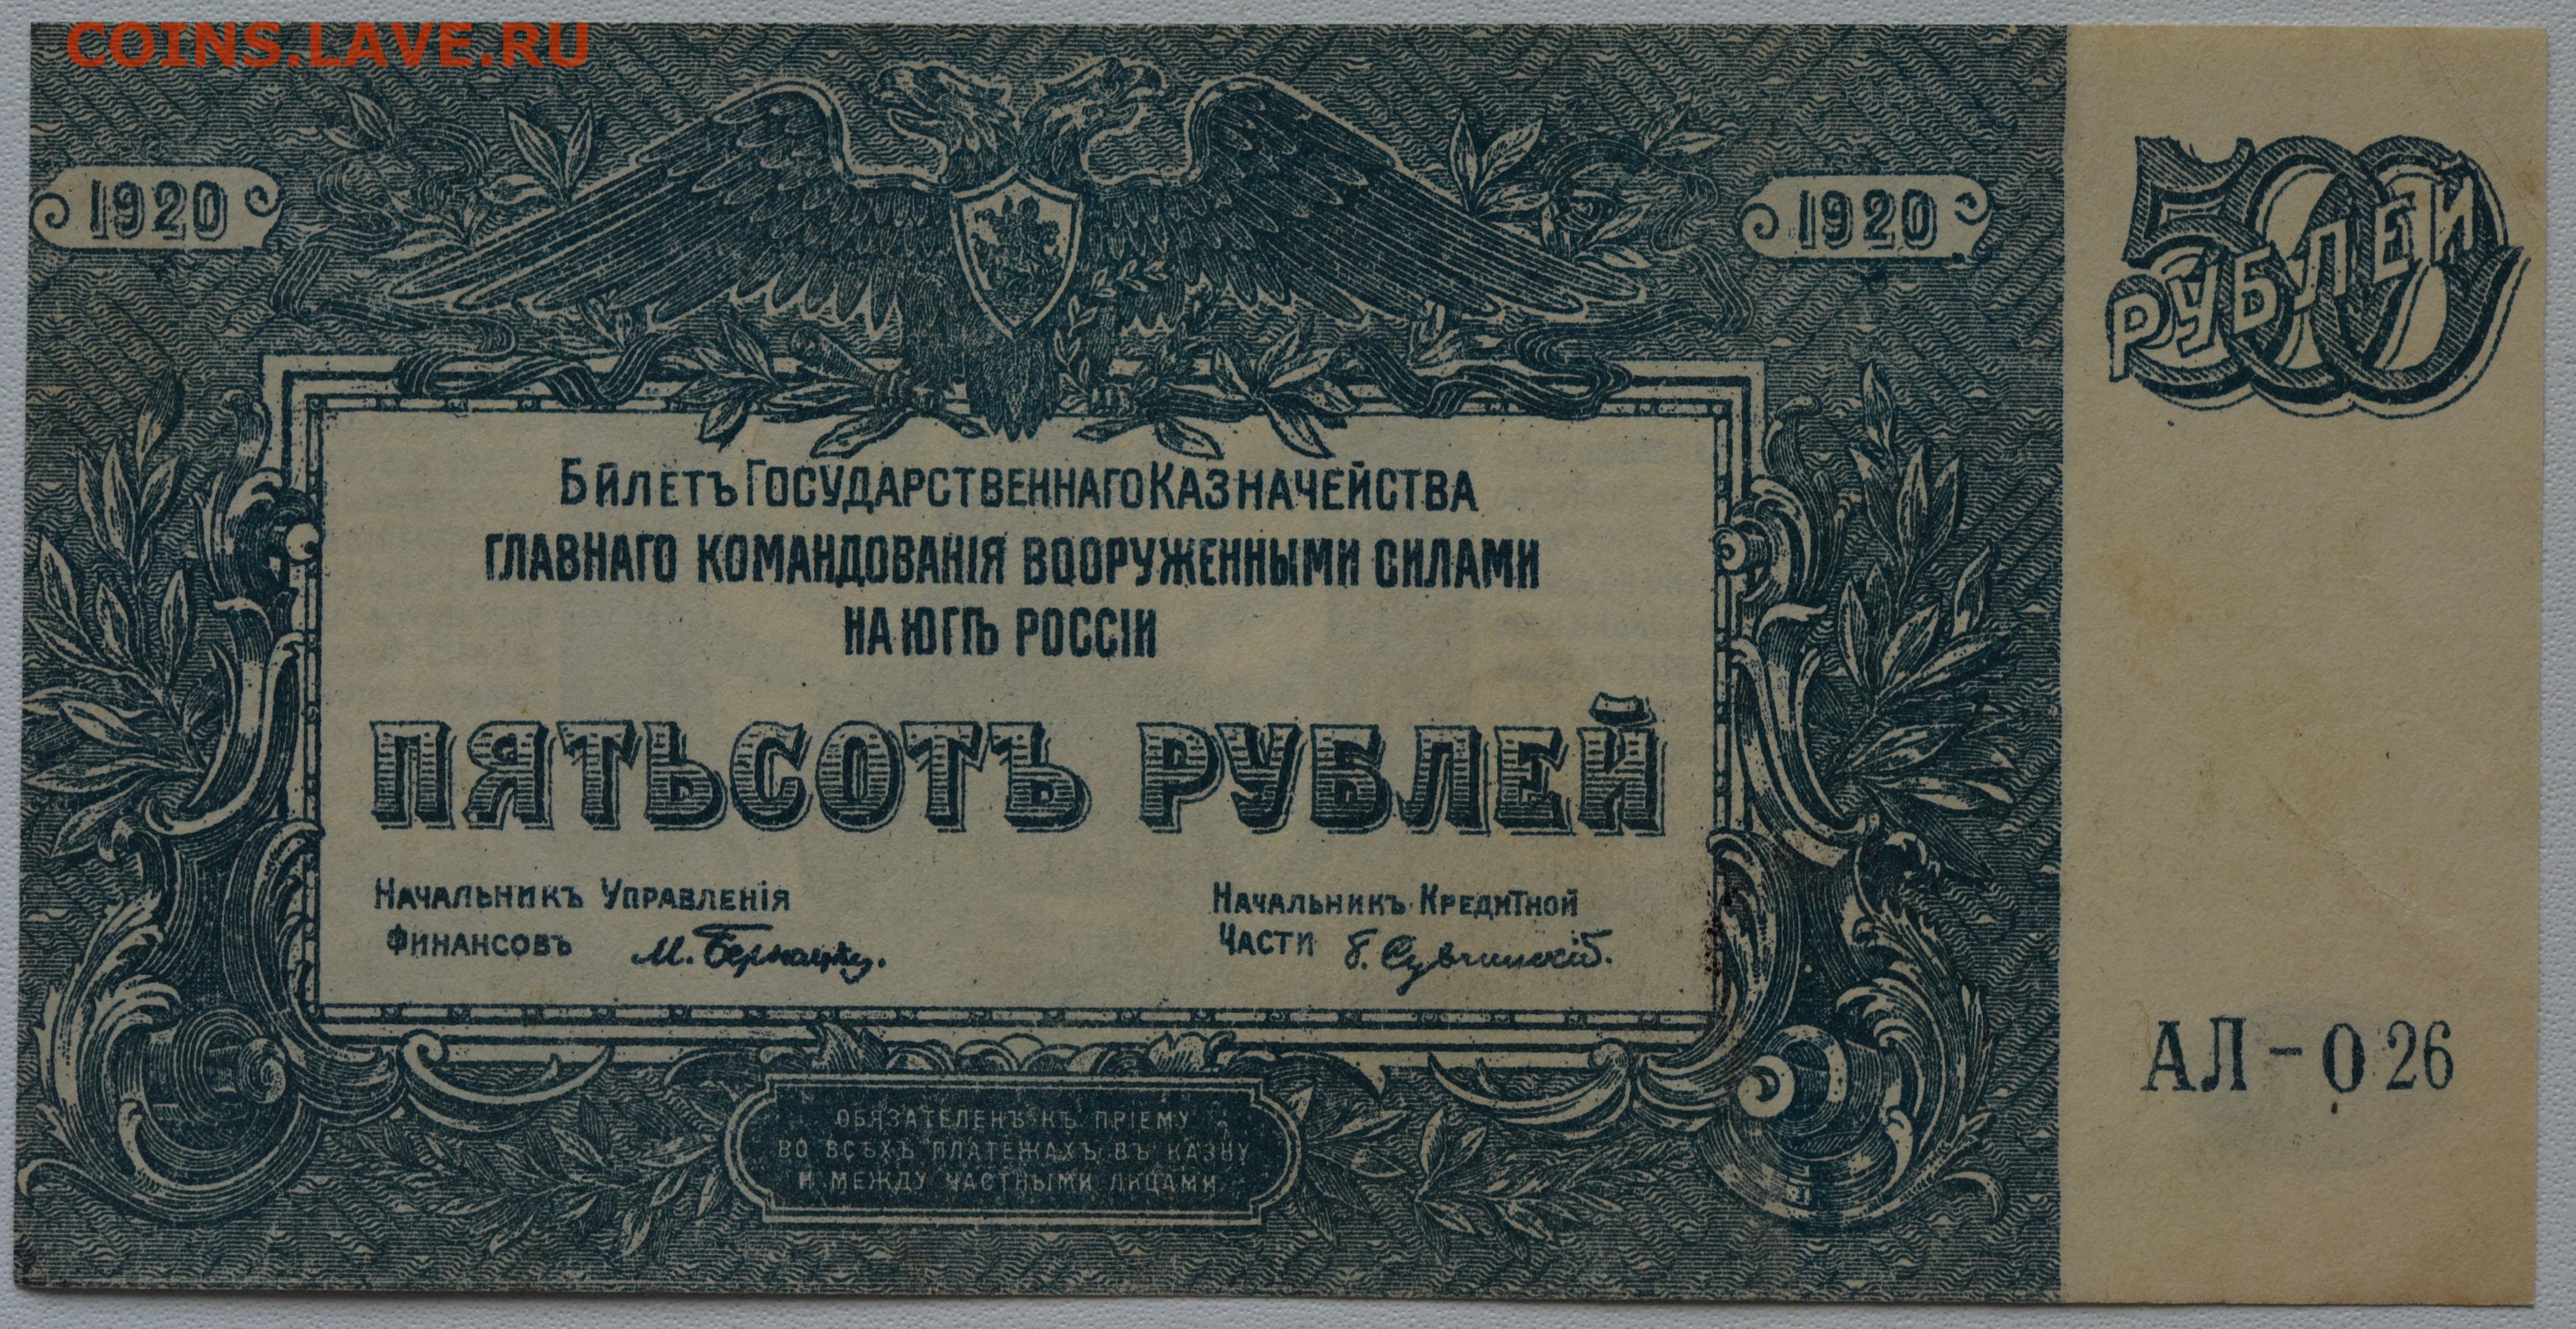 COINS.LAVE.RU
1920
1920
500
РУБЛЕЙ
БИЛЕТЪ ГОСУДАРСТВЕННАГО КАЗНАЧЕЙСТВА
ГЛАВНАГО КОМАНДОВАНІЯ ВООРУЖЕННЫМИ СИЛАМИ
НА ЮГѢ РОССІИ
ПЯТЬСОТЪ РУБЛЕЙ
НАЧАЛЬНИКЪ УПРАВЛЕНІЯ
ФИНАНСОВЪ М. Бернацкій.
НАЧАЛЬНИКЪ КРЕДИТНОЙ
ЧАСТИ Б. Сувчинскій.
АЛ-026
ОБЯЗАТЕЛЕНЪ КЪ ПРІЕМУ
ВО ВСѢХЪ ПЛАТЕЖАХЪ ВЪ КАЗНУ
И МЕЖДУ ЧАСТНЫМИ ЛИЦАМИ.